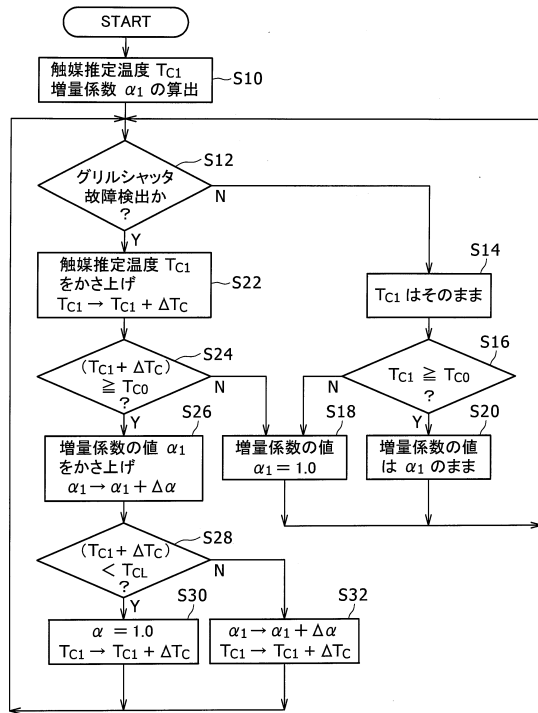 START
触媒推定温度 TC1
増量係数 α1 の算出
S10
グリルシャッタ
故障検出か
?
S12
N
Y
触媒推定温度 TC1
をかさ上げ
TC1 → TC1 + ΔTC
S22
S14
TC1 はそのまま
(TC1 + ΔTC)
≧ TC0
?
S24
N
Y
TC1 ≧ TC0
?
S16
N
Y
増量係数の値 α1
をかさ上げ
α1 → α1 + Δα
S26
増量係数の値
α1 = 1.0
S18
増量係数の値
は α1 のまま
S20
(TC1 + ΔTC)
< TCL
?
S28
N
Y
α = 1.0
TC1 → TC1 + ΔTC
S30
α1 → α1 + Δα
TC1 → TC1 + ΔTC
S32